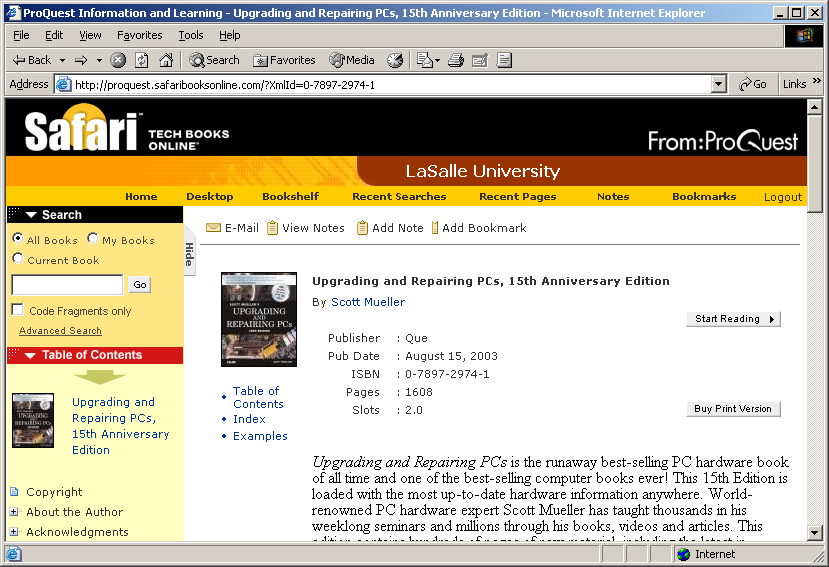 ProQuest Information and Learning - Upgrading and Repairing PCs, 15th Anniversary Edition - Microsoft Internet Explorer
File Edit View Favorites Tools Help
Back Search Favorites Media
Address http://proquest.safaribooksonline.com/?XmlId=0-7897-2974-1 Go Links »
Safari TECH BOOKS ONLINE™
From:ProQuest
LaSalle University
Home Desktop Bookshelf Recent Searches Recent Pages Notes Bookmarks Logout
Search
All Books My Books
Current Book
Go
Code Fragments only
Advanced Search
Table of Contents
Upgrading and
Repairing PCs,
15th Anniversary
Edition
Copyright
About the Author
Acknowledgments
Hide
E-Mail View Notes Add Note Add Bookmark
SCOTT MUELLER'S
UPGRADING
AND
REPAIRING PCs
Upgrading and Repairing PCs, 15th Anniversary Edition
By Scott Mueller
Start Reading
Publisher : Que
Pub Date : August 15, 2003
ISBN : 0-7897-2974-1
Pages : 1608
Slots : 2.0
Buy Print Version
• Table of
Contents
• Index
• Examples
Upgrading and Repairing PCs is the runaway best-selling PC hardware book
of all time and one of the best-selling computer books ever! This 15th Edition is
loaded with the most up-to-date hardware information anywhere. World-
renowned PC hardware expert Scott Mueller has taught thousands in his
weeklong seminars and millions through his books, videos and articles. This
edition contains hundreds of pages of new material, including the latest in
Internet